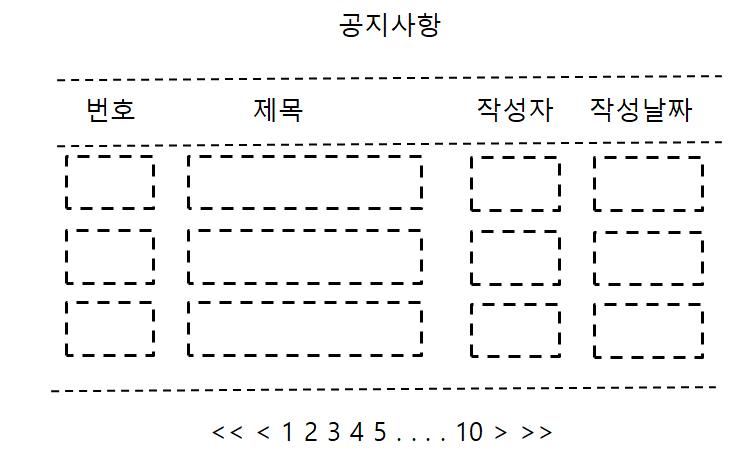 공지사항
번호 제목 작성자 작성날짜
<< < 1 2 3 4 5 . . . . 10 > >>